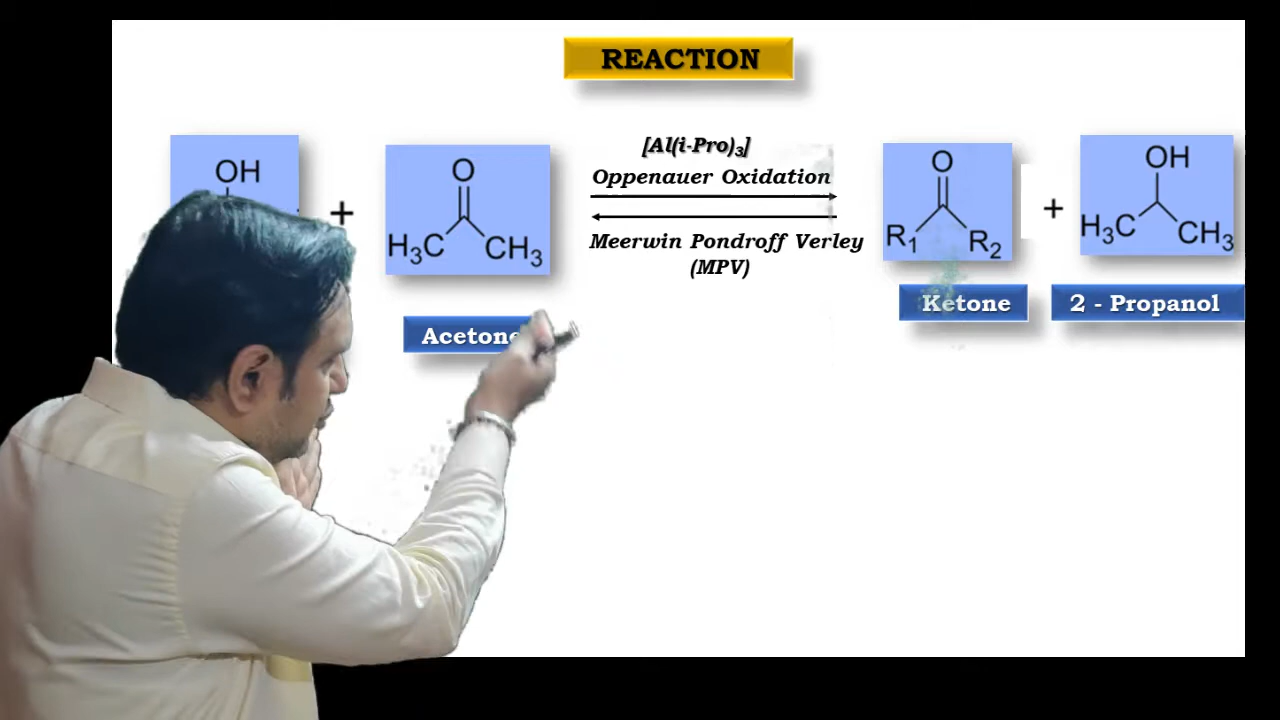 REACTION
OH
+
O
H₃C CH₃
[Al(i-Pro)₃]
Oppenauer Oxidation
Meerwin Pondroff Verley
(MPV)
O
R₁ R₂
+
OH
H₃C CH₃
Acetone
Ketone
2 - Propanol